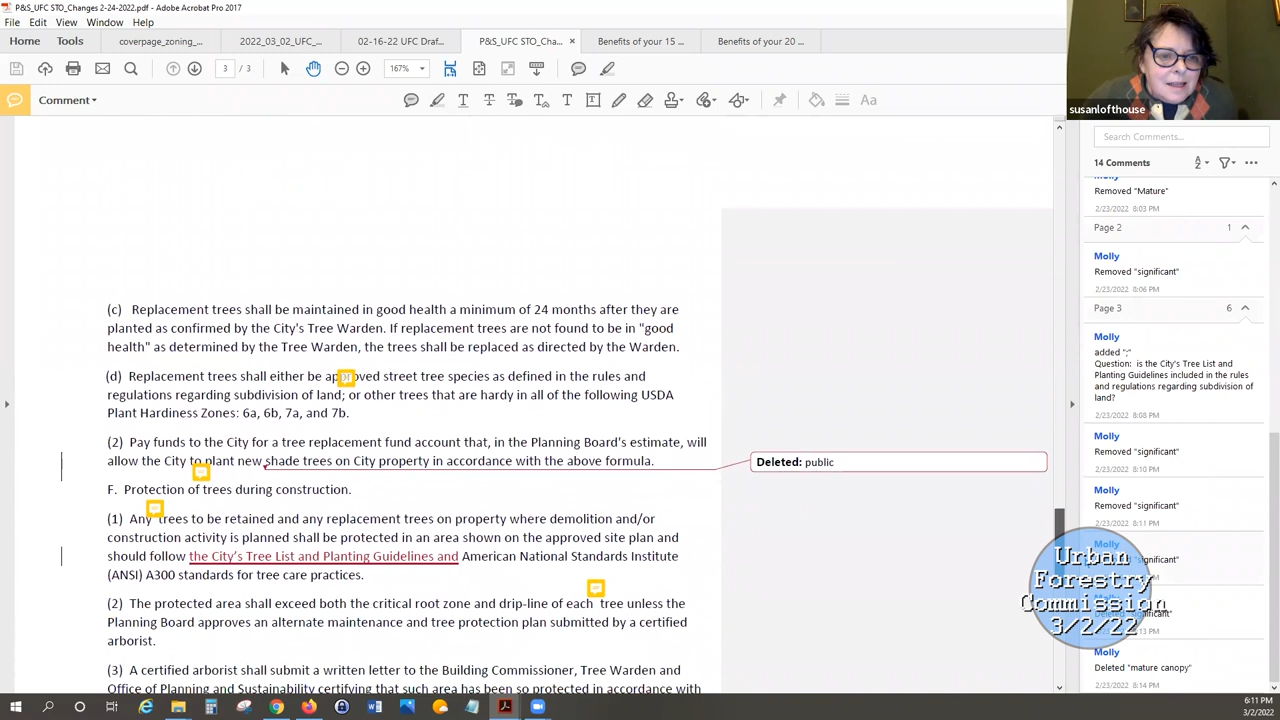 P&S_UFC STO_Changes 2-24-2022.pdf - Adobe Acrobat Pro 2017
File Edit View Window Help
Home Tools coverpage_zoning_... 2022_03_02_UFC_... 02-16-22 UFC Draf... P&S_UFC STO_Cha... × Benefits of your 15 ... Benefits of your 20 ...
3 / 3 167%
Comment
susanlofthouse
Search Comments...
14 Comments
Molly
Removed "Mature"
2/23/2022 8:03 PM
Page 2 1
Molly
Removed "significant"
2/23/2022 8:06 PM
Page 3 6
Molly
added ";"
Question: is the City's Tree List and
Planting Guidelines included in the rules
and regulations regarding subdivision of
land?
2/23/2022 8:08 PM
Molly
Removed "significant"
2/23/2022 8:10 PM
Molly
Removed "significant"
2/23/2022 8:11 PM
Molly
Deleted "mature canopy"
2/23/2022 8:14 PM
(c) Replacement trees shall be maintained in good health a minimum of 24 months after they are
planted as confirmed by the City's Tree Warden. If replacement trees are not found to be in "good
health" as determined by the Tree Warden, the trees shall be replaced as directed by the Warden.
(d) Replacement trees shall either be approved street tree species as defined in the rules and
regulations regarding subdivision of land; or other trees that are hardy in all of the following USDA
Plant Hardiness Zones: 6a, 6b, 7a, and 7b.
(2) Pay funds to the City for a tree replacement fund account that, in the Planning Board's estimate, will
allow the City to plant new shade trees on City property in accordance with the above formula.
Deleted: public
F. Protection of trees during construction.
(1) Any trees to be retained and any replacement trees on property where demolition and/or
construction activity is planned shall be protected in an area shown on the approved site plan and
should follow the City's Tree List and Planting Guidelines and American National Standards Institute
(ANSI) A300 standards for tree care practices.
(2) The protected area shall exceed both the critical root zone and drip-line of each tree unless the
Planning Board approves an alternate maintenance or tree protection plan submitted by a certified
arborist.
(3) A certified arborist shall submit a written letter to the Building Commissioner, Tree Warden and
Office of Planning and Sustainability certifying that such area has been so protected in accordance with
Urban
Forestry
Commission
3/2/22
6:11 PM
3/2/2022